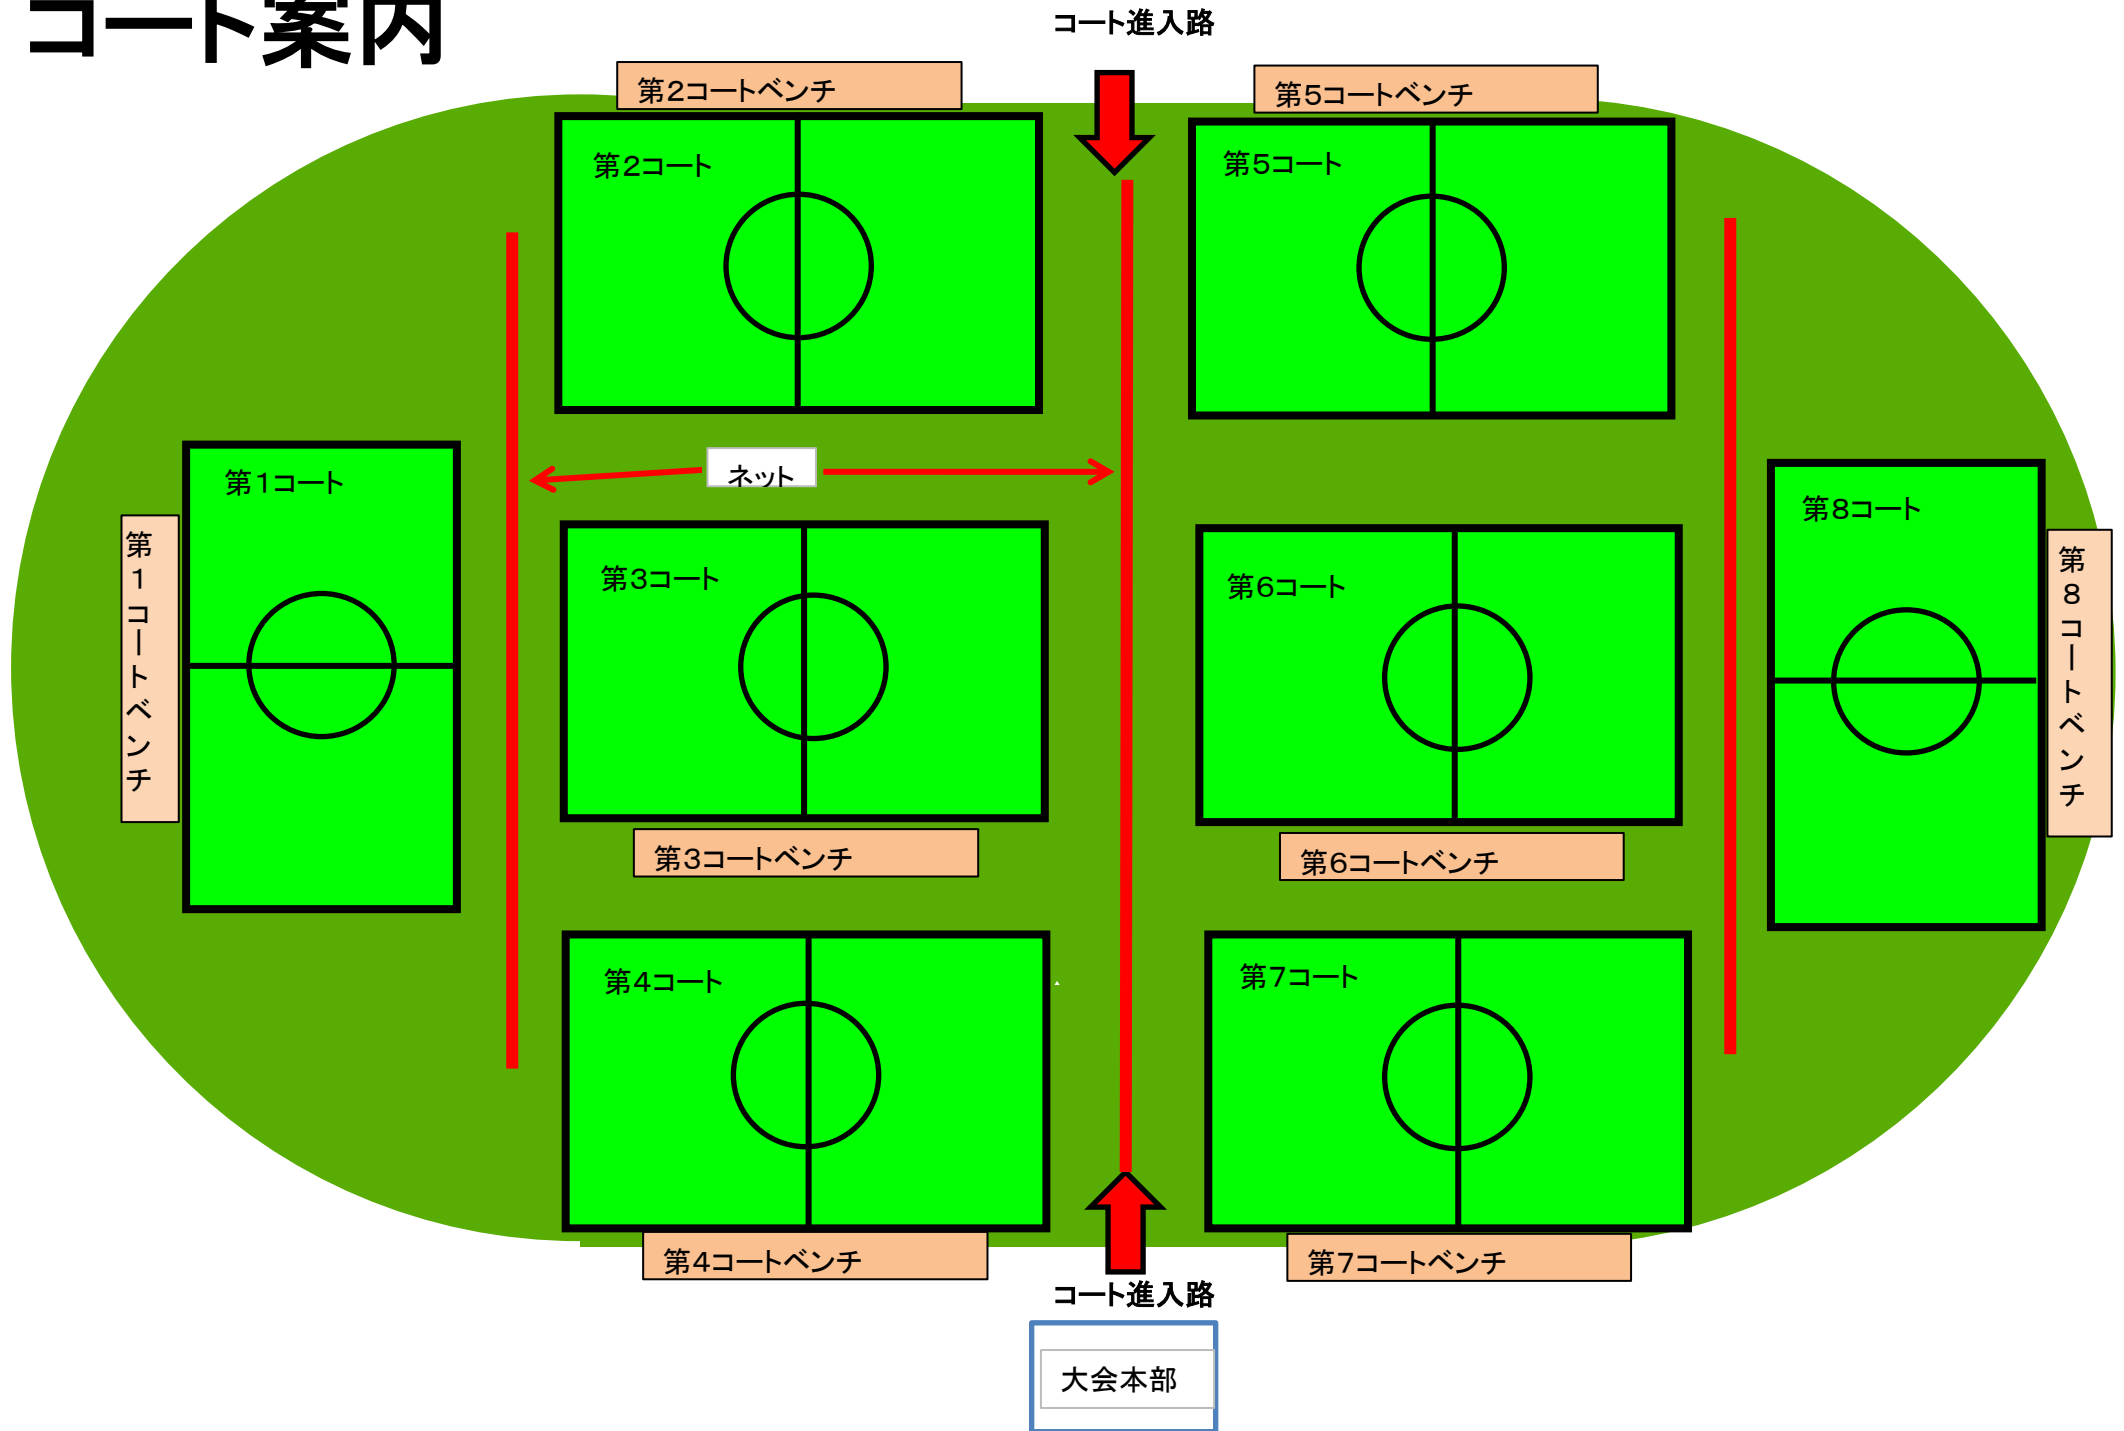 コート案内
コート進入路
第2コートベンチ
第5コートベンチ
第2コート
第5コート
ネット
第1コート
第1コートベンチ
第3コート
第6コート
第8コート
第8コートベンチ
第3コートベンチ
第6コートベンチ
第4コート
第7コート
第4コートベンチ
第7コートベンチ
コート進入路
大会本部